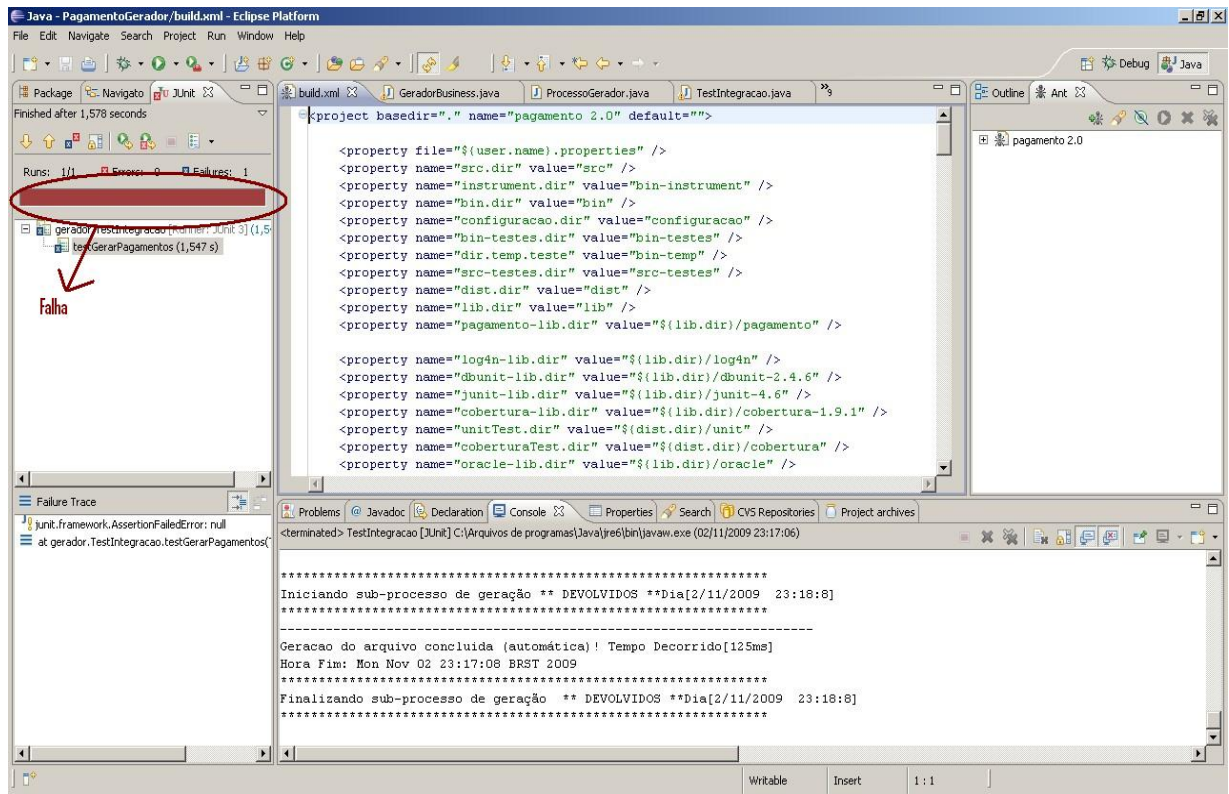 Java - PagamentoGerador/build.xml - Eclipse Platform
File Edit Navigate Search Project Run Window Help
Debug Java
Package Navigato JUnit
Finished after 1,578 seconds
Runs: 1/1 Errors: 0 Failures: 1
gerador.TestIntegracao [Runner: JUnit 3] (1,5
testGerarPagamentos (1,547 s)
Falha
Failure Trace
junit.framework.AssertionFailedError: null
at gerador.TestIntegracao.testGerarPagamentos(
build.xml GeradorBusiness.java ProcessoGerador.java TestIntegracao.java »9
<project basedir="." name="pagamento 2.0" default="">
<property file="${user.name}.properties" />
<property name="src.dir" value="src" />
<property name="instrument.dir" value="bin-instrument" />
<property name="bin.dir" value="bin" />
<property name="configuracao.dir" value="configuracao" />
<property name="bin-testes.dir" value="bin-testes" />
<property name="dir.temp.teste" value="bin-temp" />
<property name="src-testes.dir" value="src-testes" />
<property name="dist.dir" value="dist" />
<property name="lib.dir" value="lib" />
<property name="pagamento-lib.dir" value="${lib.dir}/pagamento" />
<property name="log4n-lib.dir" value="${lib.dir}/log4n" />
<property name="dbunit-lib.dir" value="${lib.dir}/dbunit-2.4.6" />
<property name="junit-lib.dir" value="${lib.dir}/junit-4.6" />
<property name="cobertura-lib.dir" value="${lib.dir}/cobertura-1.9.1" />
<property name="unitTest.dir" value="${dist.dir}/unit" />
<property name="coberturaTest.dir" value="${dist.dir}/cobertura" />
<property name="oracle-lib.dir" value="${lib.dir}/oracle" />
Outline Ant
pagamento 2.0
Problems Javadoc Declaration Console Properties Search CVS Repositories Project archives
<terminated> TestIntegracao [JUnit] C:\Arquivos de programas\Java\jre6\bin\javaw.exe (02/11/2009 23:17:06)
****************************************************************
Iniciando sub-processo de geração ** DEVOLVIDOS **Dia[2/11/2009 23:18:8]
****************************************************************
----------------------------------------------------------------------
Geracao do arquivo concluida (automática)! Tempo Decorrido[125ms]
Hora Fim: Mon Nov 02 23:17:08 BRST 2009
****************************************************************
Finalizando sub-processo de geração ** DEVOLVIDOS **Dia[2/11/2009 23:18:8]
****************************************************************
Writable Insert 1 : 1